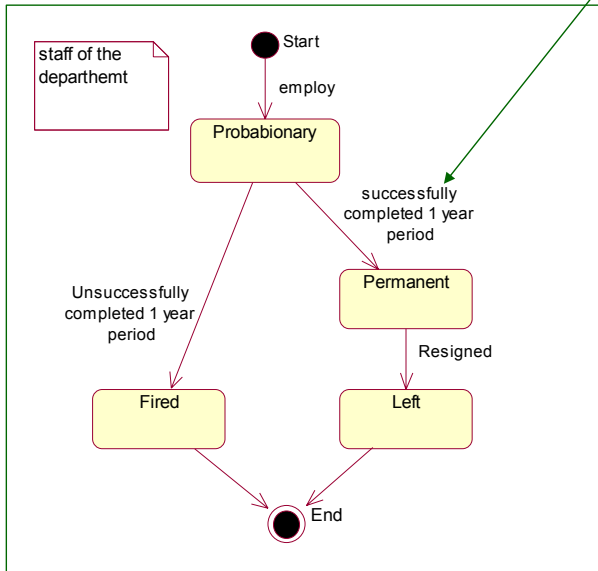 staff of the
departhemt
Start
employ
Probabionary
successfully
completed 1 year
period
Unsuccessfully
completed 1 year
period
Permanent
Resigned
Fired
Left
End